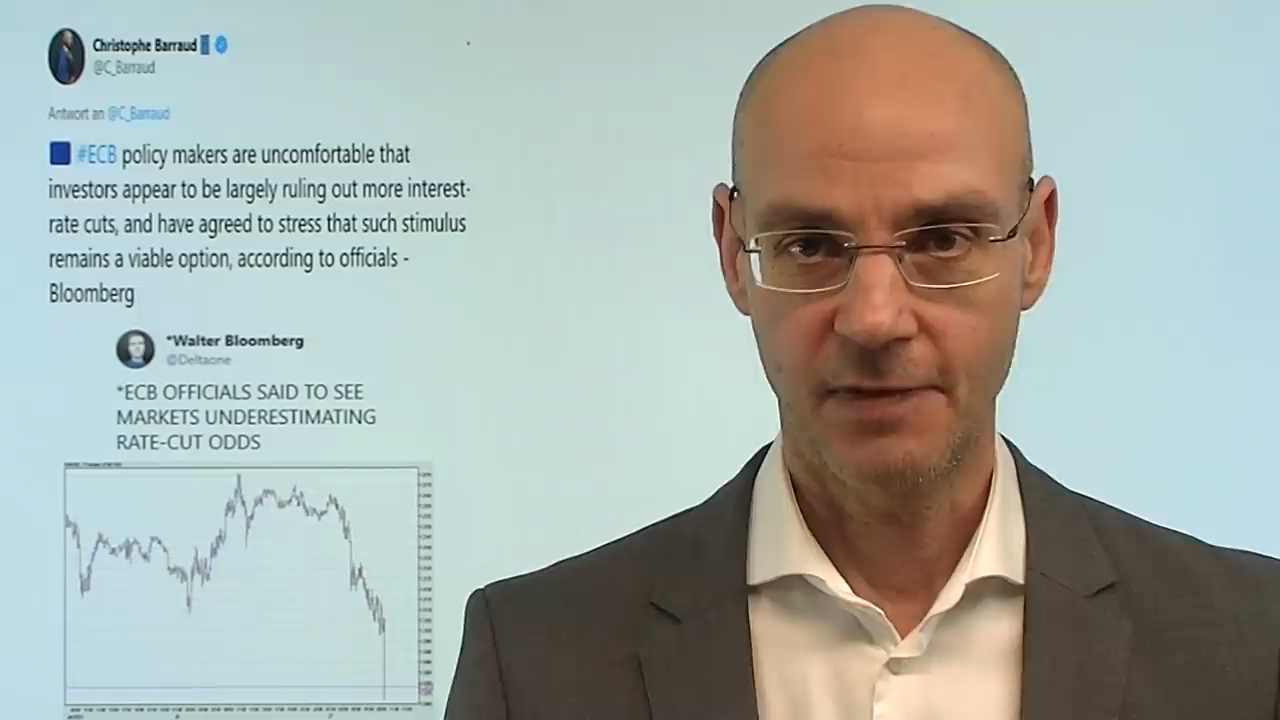 Christophe Barraud
@C_Barraud
Antwort an @C_Barraud
#ECB policy makers are uncomfortable that
investors appear to be largely ruling out more interest-
rate cuts, and have agreed to stress that such stimulus
remains a viable option, according to officials -
Bloomberg
*Walter Bloomberg
@Deltaone
*ECB OFFICIALS SAID TO SEE
MARKETS UNDERESTIMATING
RATE-CUT ODDS